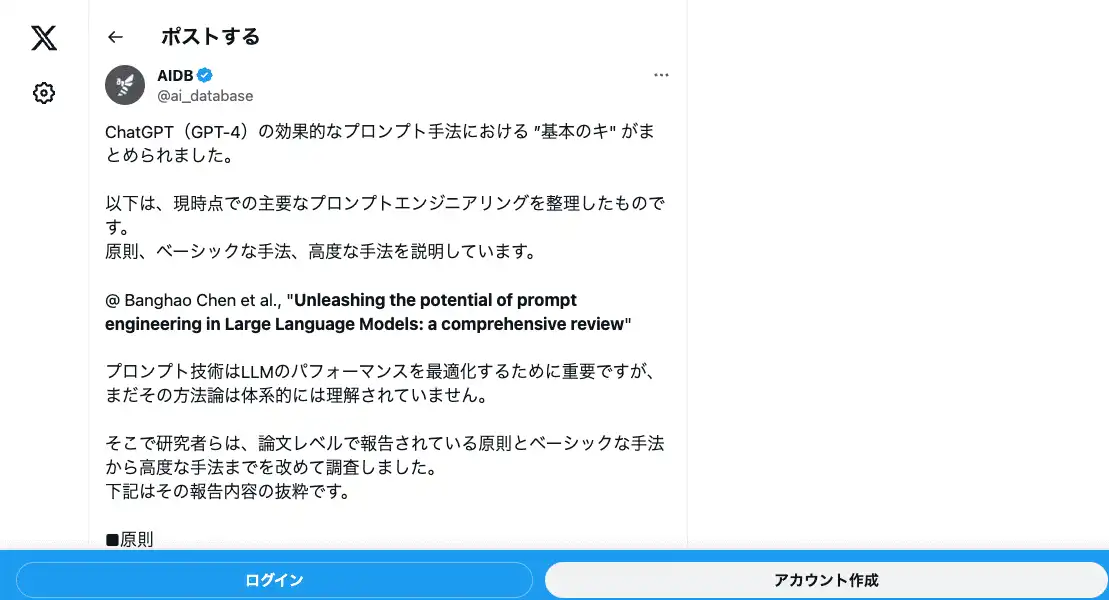 ポストする
AIDB
@ai_database
ChatGPT（GPT-4）の効果的なプロンプト手法における ”基本のキ" がま
とめられました。
以下は、現時点での主要なプロンプトエンジニアリングを整理したもので
す。
原則、ベーシックな手法、高度な手法を説明しています。
@ Banghao Chen et al., "Unleashing the potential of prompt
engineering in Large Language Models: a comprehensive review"
プロンプト技術はLLMのパフォーマンスを最適化するために重要ですが、
まだその方法論は体系的には理解されていません。
そこで研究者らは、論文レベルで報告されている原則とベーシックな手法
から高度な手法までを改めて調査しました。
下記はその報告内容の抜粋です。
■原則
ログイン
アカウント作成